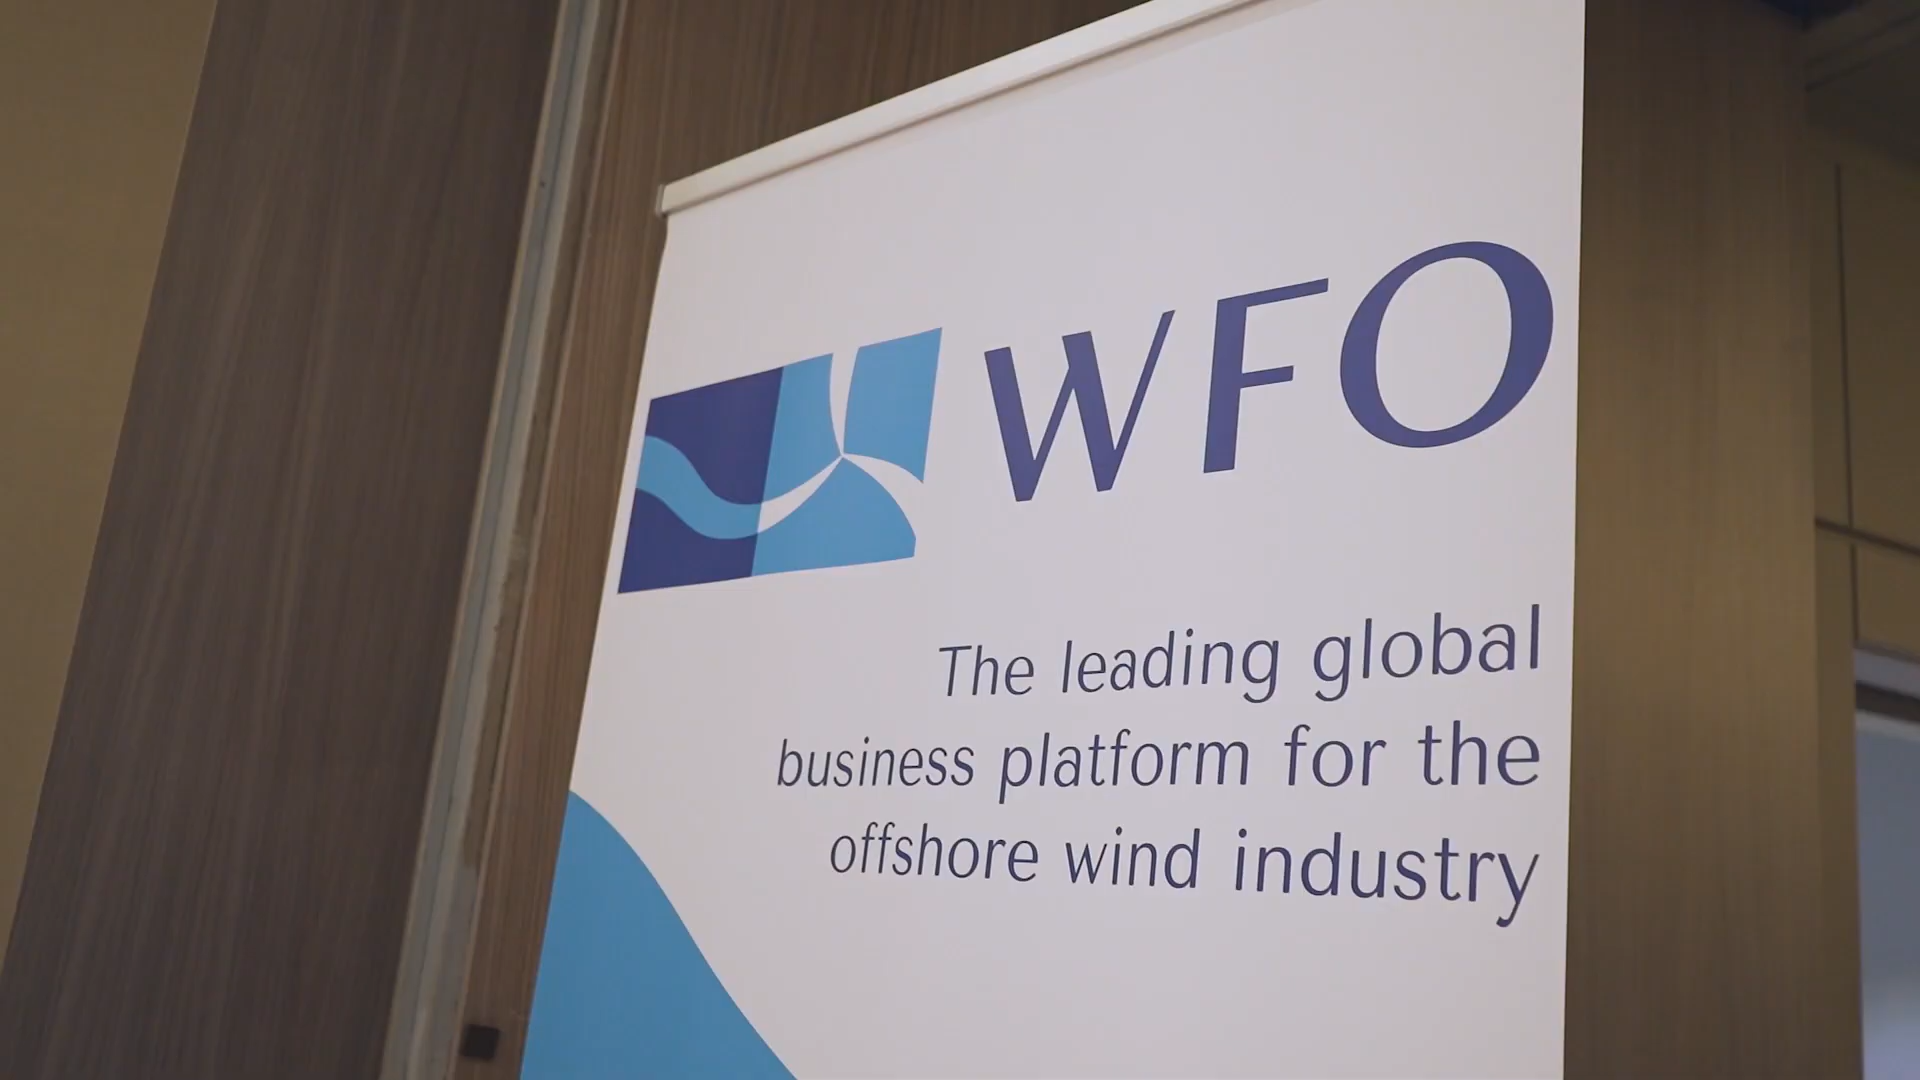 WFO
The leading global
business platform for the
offshore wind industry